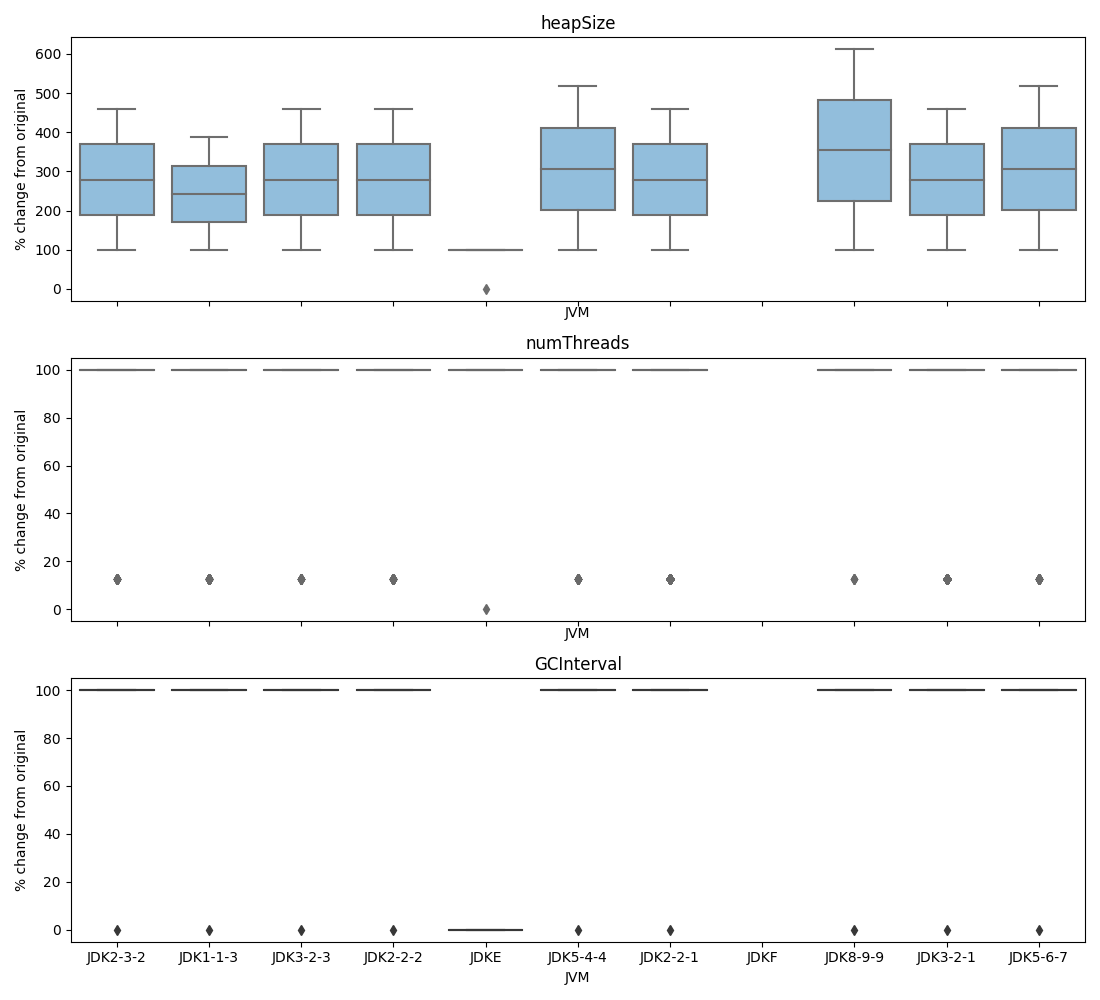 heapSize
% change from original
600
500
400
300
200
100
0
JVM
numThreads
% change from original
100
80
60
40
20
0
JVM
GCInterval
% change from original
100
80
60
40
20
0
JDK2-3-2 JDK1-1-3 JDK3-2-3 JDK2-2-2 JDKE JDK5-4-4 JDK2-2-1 JDKF JDK8-9-9 JDK3-2-1 JDK5-6-7
JVM